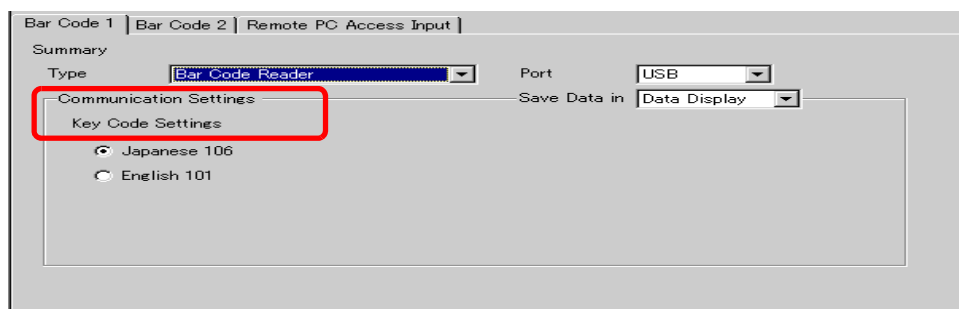 Bar Code 1 Bar Code 2 Remote PC Access Input
Summary
Type Bar Code Reader Port USB
Communication Settings Save Data in Data Display
Key Code Settings
Japanese 106
English 101